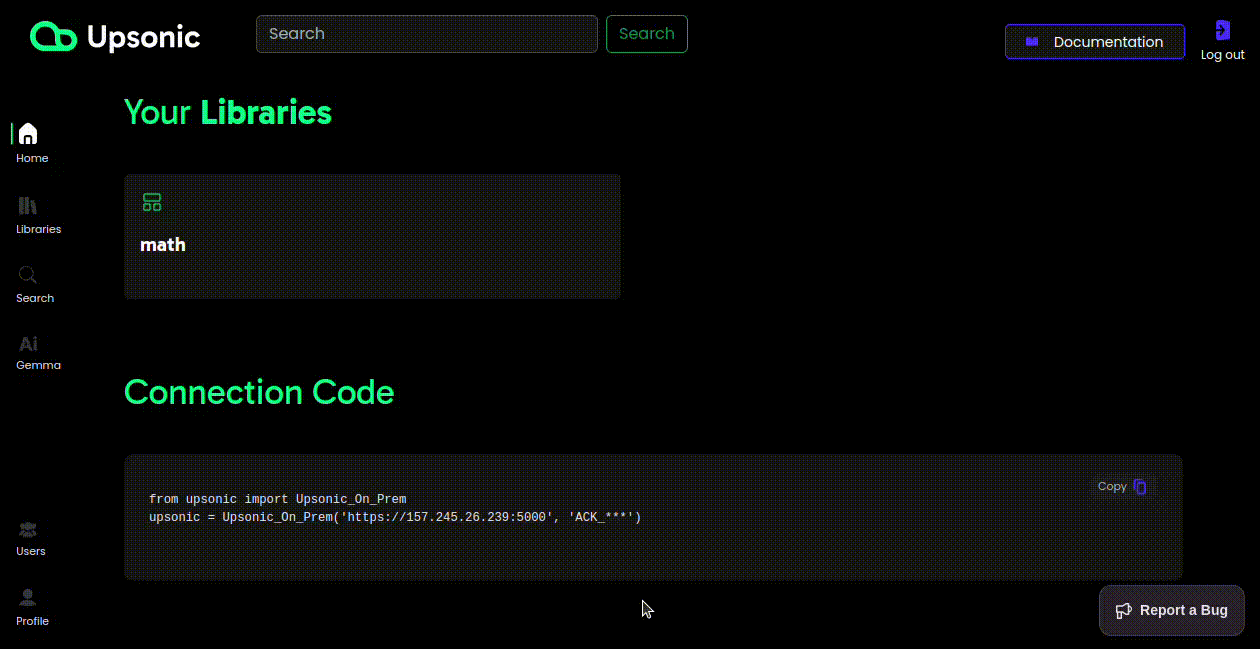 Upsonic
Search
Search
Documentation
Log out
Your Libraries
Home
Libraries
Search
Ai
Gemma
math
Connection Code
Copy
from upsonic import Upsonic_On_Prem
upsonic = Upsonic_On_Prem('https://157.245.26.239:5000', 'ACK_***')
Users
Profile
Report a Bug